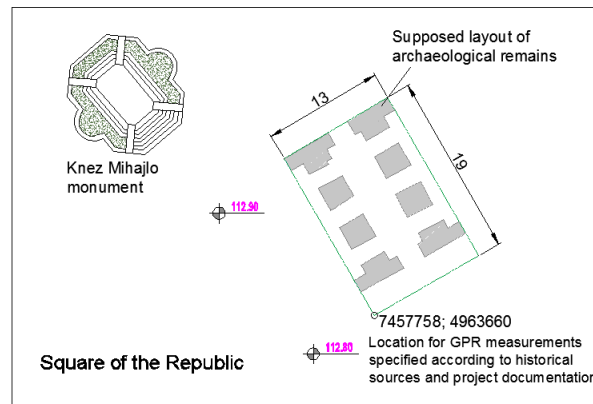 Supposed layout of
archaeological remains
13
19
Knez Mihajlo
monument
112.90
7457758; 4963660
112.80
Location for GPR measurements
specified according to historical
sources and project documentation
Square of the Republic